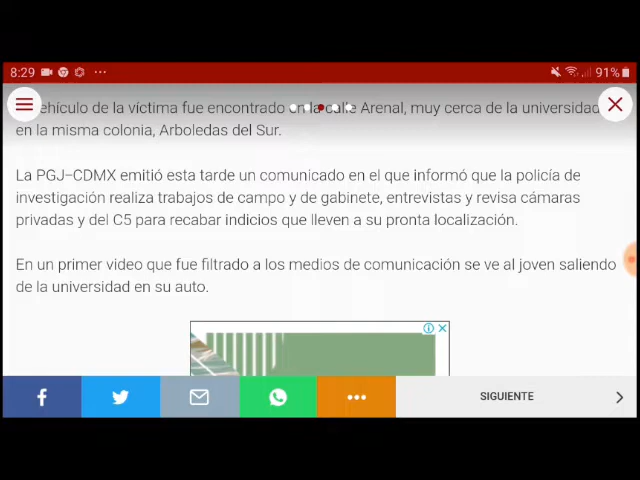 8:29 ... 91%
vehículo de la víctima fue encontrado en la calle Arenal, muy cerca de la universidad
en la misma colonia, Arboledas del Sur.
La PGJ–CDMX emitió esta tarde un comunicado en el que informó que la policía de
investigación realiza trabajos de campo y de gabinete, entrevistas y revisa cámaras
privadas y del C5 para recabar indicios que lleven a su pronta localización.
En un primer video que fue filtrado a los medios de comunicación se ve al joven saliendo
de la universidad en su auto.
SIGUIENTE